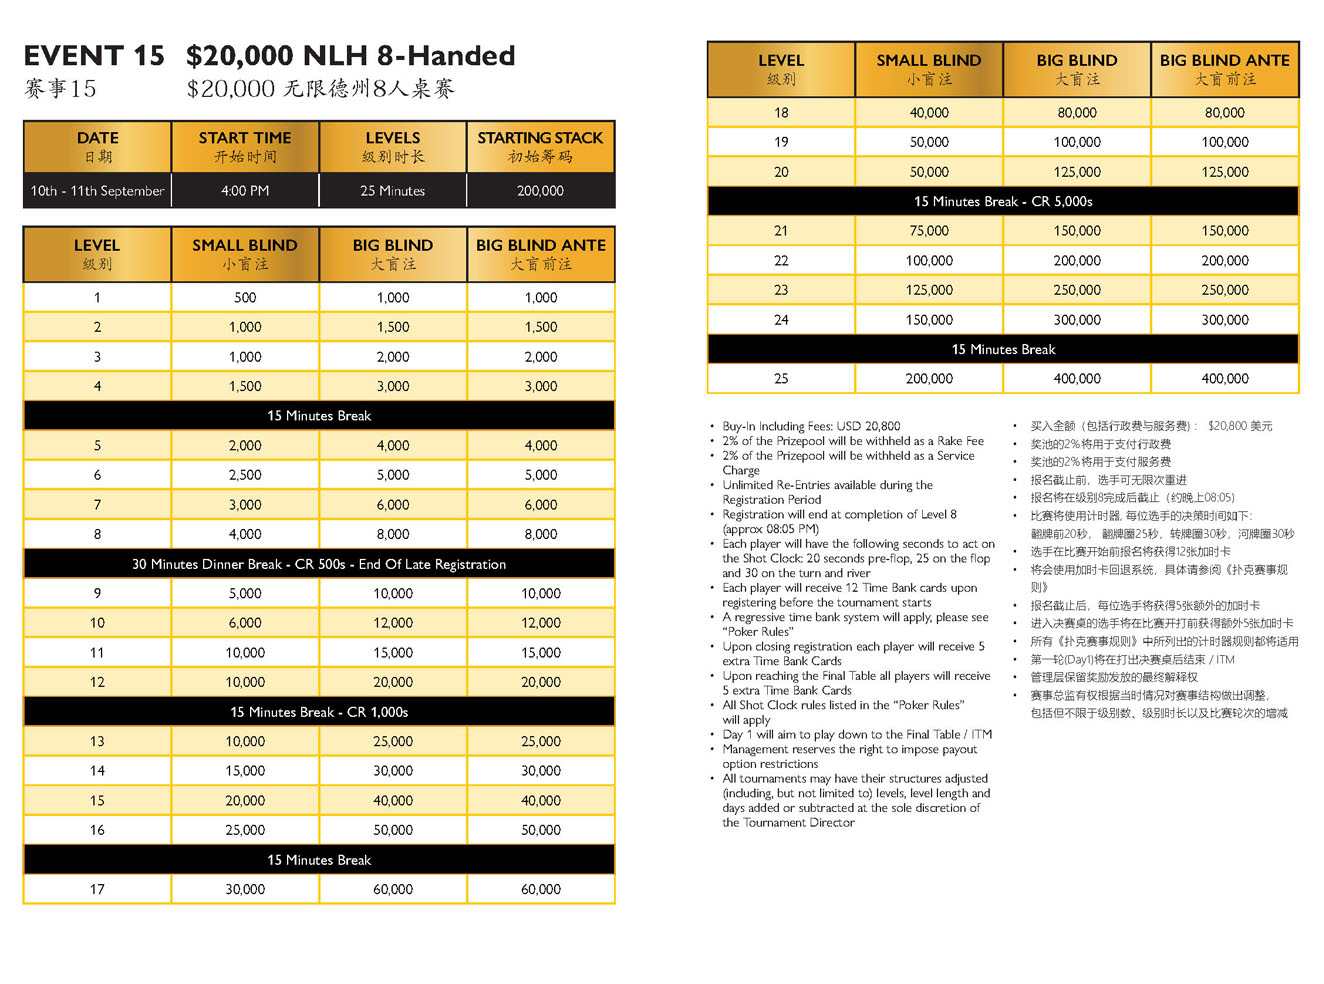 EVENT 15 $20,000 NLH 8-Handed
赛事15 $20,000 无限德州8人桌赛
DATE START TIME LEVELS STARTING STACK
日期 开始时间 级别时长 初始筹码
10th - 11th September 4:00 PM 25 Minutes 200,000
LEVEL SMALL BLIND BIG BLIND BIG BLIND ANTE
级别 小盲注 大盲注 大盲前注
1 500 1,000 1,000
2 1,000 1,500 1,500
3 1,000 2,000 2,000
4 1,500 3,000 3,000
15 Minutes Break
5 2,000 4,000 4,000
6 2,500 5,000 5,000
7 3,000 6,000 6,000
8 4,000 8,000 8,000
30 Minutes Dinner Break - CR 500s - End Of Late Registration
9 5,000 10,000 10,000
10 6,000 12,000 12,000
11 10,000 15,000 15,000
12 10,000 20,000 20,000
15 Minutes Break - CR 1,000s
13 10,000 25,000 25,000
14 15,000 30,000 30,000
15 20,000 40,000 40,000
16 25,000 50,000 50,000
15 Minutes Break
17 30,000 60,000 60,000
LEVEL SMALL BLIND BIG BLIND BIG BLIND ANTE
级别 小盲注 大盲注 大盲前注
18 40,000 80,000 80,000
19 50,000 100,000 100,000
20 50,000 125,000 125,000
15 Minutes Break - CR 5,000s
21 75,000 150,000 150,000
22 100,000 200,000 200,000
23 125,000 250,000 250,000
24 150,000 300,000 300,000
15 Minutes Break
25 200,000 400,000 400,000
• Buy-In Including Fees: USD 20,800
• 2% of the Prizepool will be withheld as a Rake Fee
• 2% of the Prizepool will be withheld as a Service
Charge
• Unlimited Re-Entries available during the
Registration Period
• Registration will end at completion of Level 8
(approx 08:05 PM)
• Each player will have the following seconds to act on
the Shot Clock: 20 seconds pre-flop, 25 on the flop
and 30 on the turn and river
• Each player will receive 12 Time Bank cards upon
registering before the tournament starts
• A regressive time bank system will apply, please see
“Poker Rules”
• Upon closing registration each player will receive 5
extra Time Bank Cards
• Upon reaching the Final Table all players will receive
5 extra Time Bank Cards
• All Shot Clock rules listed in the “Poker Rules”
will apply
• Day 1 will aim to play down to the Final Table / ITM
• Management reserves the right to impose payout
option restrictions
• All tournaments may have their structures adjusted
(including, but not limited to) levels, level length and
days added or subtracted at the sole discretion of
the Tournament Director
• 买入全额（包括行政费与服务费）： $20,800 美元
• 奖池的2%将用于支付行政费
• 奖池的2%将用于支付服务费
• 报名截止前，选手可无限次重进
• 报名将在级别8完成后截止（约晚上08:05)
• 比赛将使用计时器, 每位选手的决策时间如下：
翻牌前20秒， 翻牌圈25秒，转牌圈30秒，河牌圈30秒
• 选手在比赛开始前报名将获得12张加时卡
• 将会使用加时卡回退系统，具体请参阅《扑克赛事规
则》
• 报名截止后，每位选手将获得5张额外的加时卡
• 进入决赛桌的选手将在比赛开打前获得额外5张加时卡
• 所有《扑克赛事规则》中所列出的计时器规则都将适用
• 第一轮(Day1)将在打出决赛桌后结束 / ITM
• 管理层保留奖励发放的最终解释权
• 赛事总监有权根据当时情况对赛事结构做出调整，
包括但不限于级别数、级别时长以及比赛轮次的增减